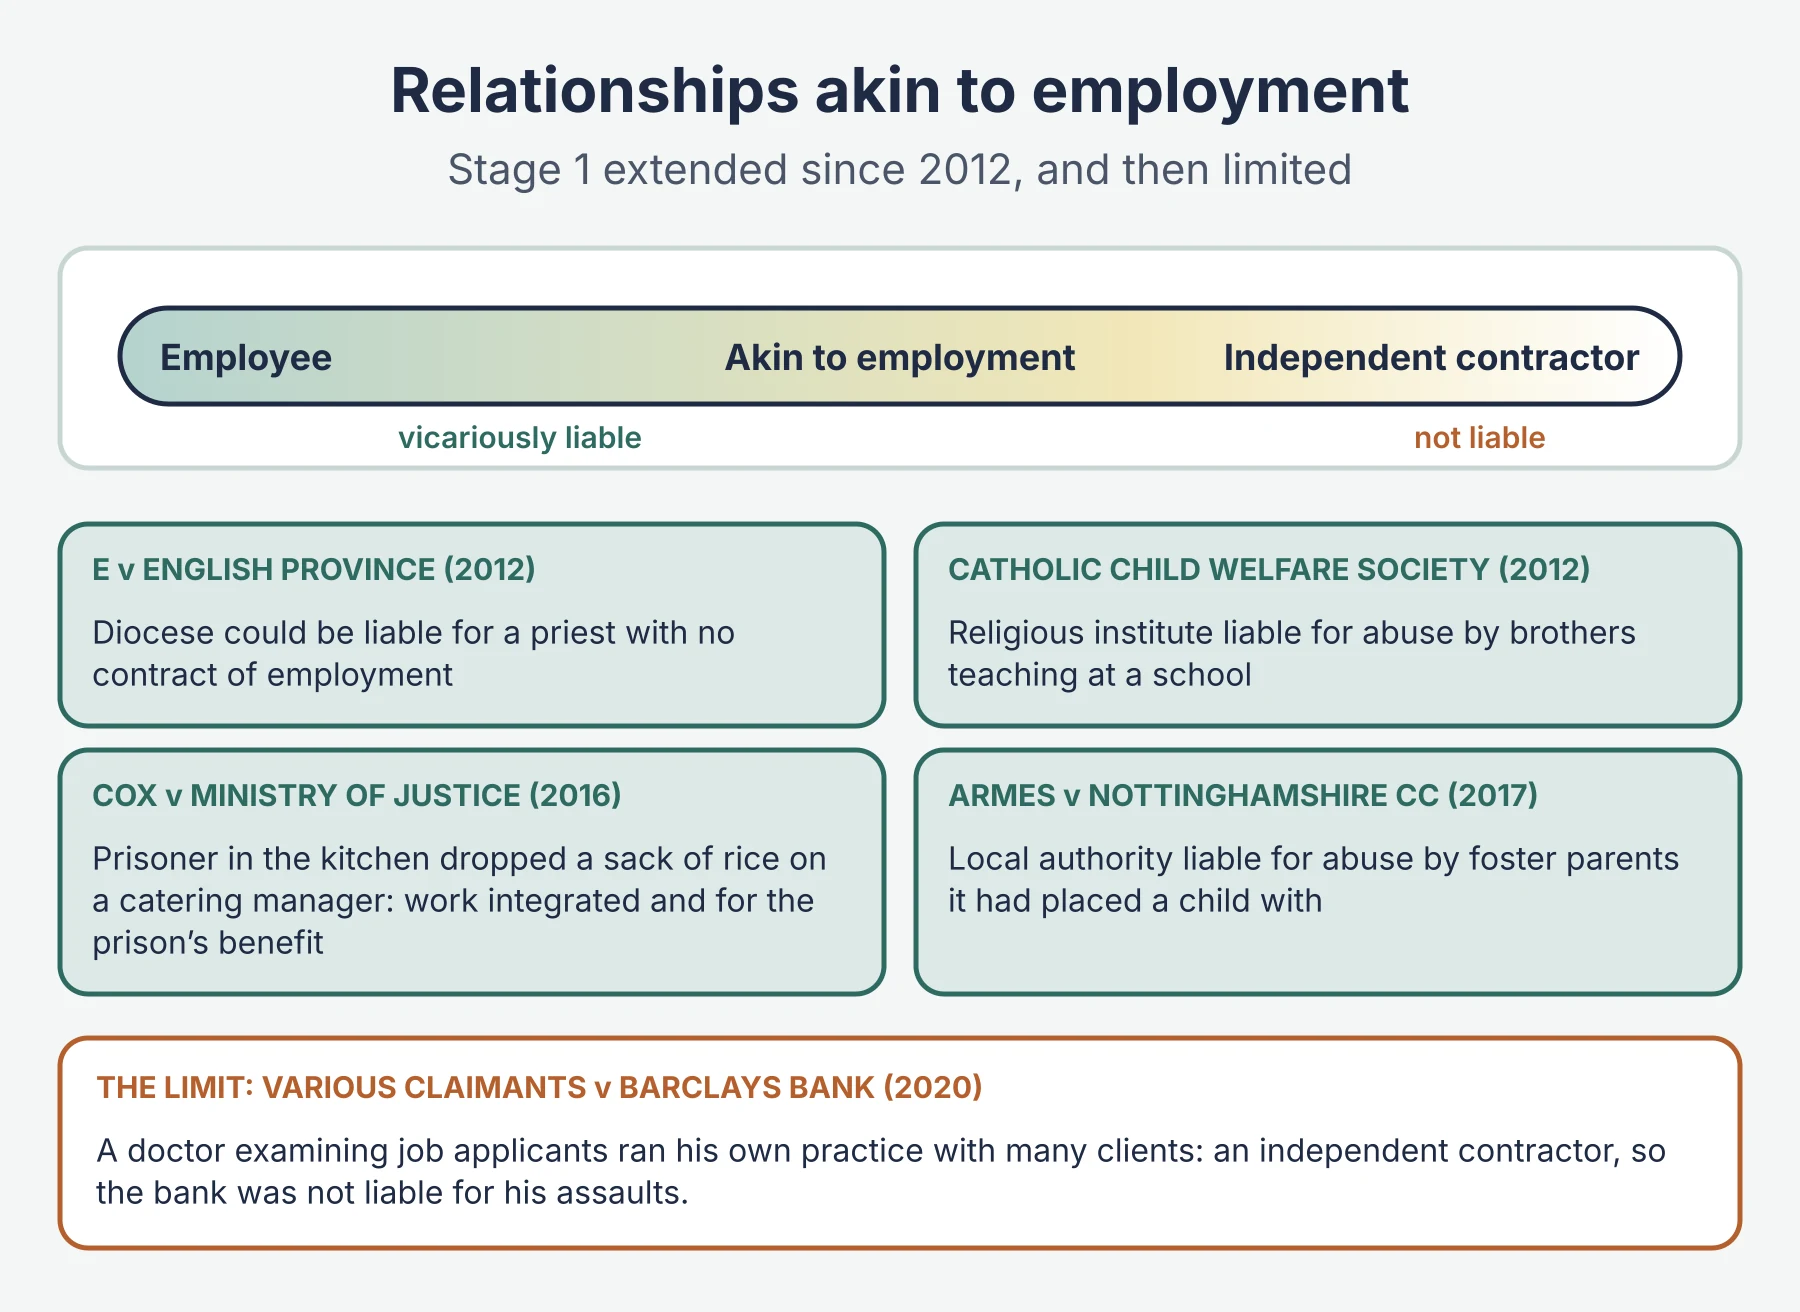 Relationships akin to employment
Stage 1 extended since 2012, and then limited
Employee
Akin to employment
Independent contractor
vicariously liable
not liable
E v ENGLISH PROVINCE (2012)
Diocese could be liable for a priest with no
contract of employment
CATHOLIC CHILD WELFARE SOCIETY (2012)
Religious institute liable for abuse by brothers
teaching at a school
COX v MINISTRY OF JUSTICE (2016)
Prisoner in the kitchen dropped a sack of rice on
a catering manager: work integrated and for the
prison’s benefit
ARMES v NOTTINGHAMSHIRE CC (2017)
Local authority liable for abuse by foster parents
it had placed a child with
THE LIMIT: VARIOUS CLAIMANTS v BARCLAYS BANK (2020)
A doctor examining job applicants ran his own practice with many clients: an independent contractor, so
the bank was not liable for his assaults.